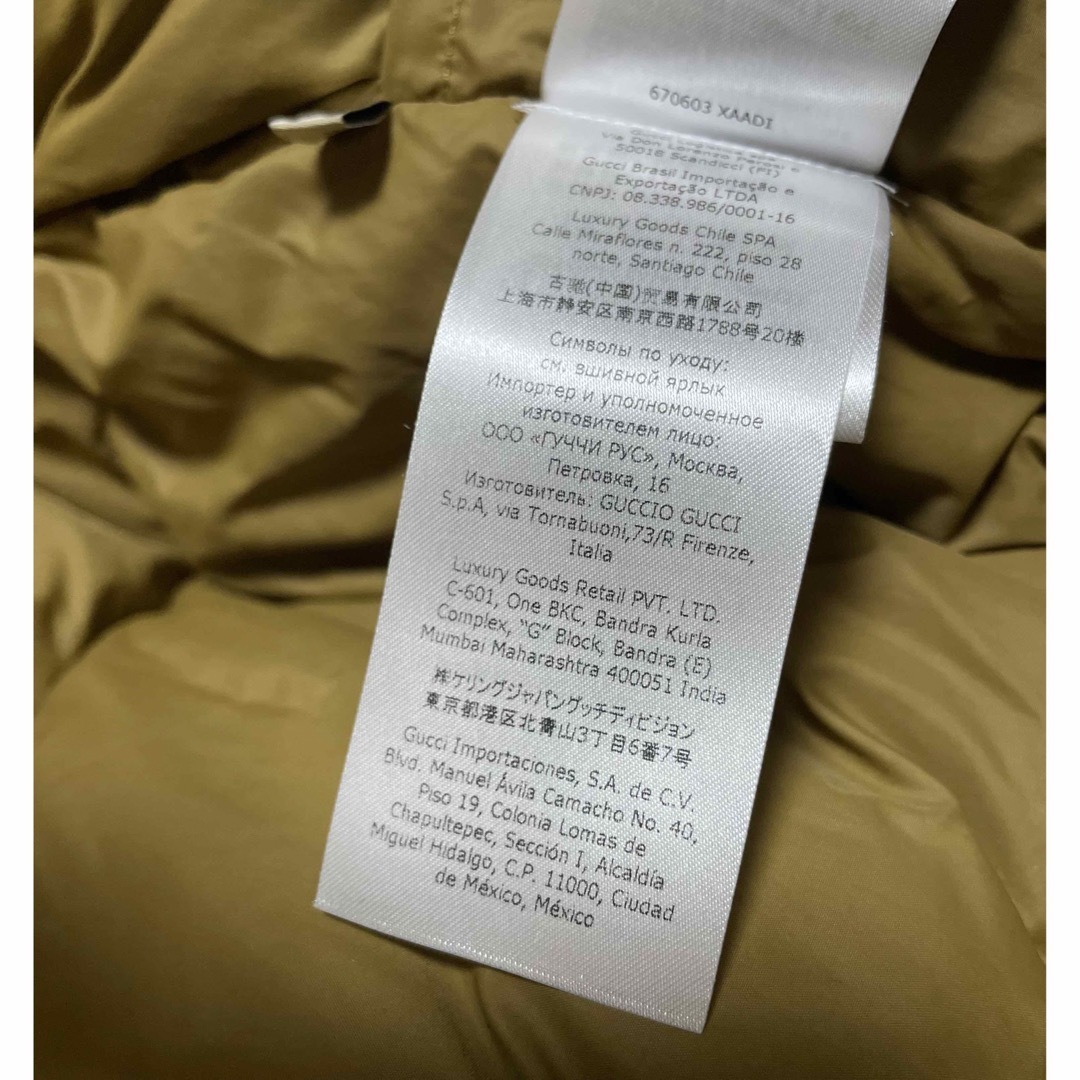 670603 XAADI
via Don Lorenzo Perosi 6
50018 Scandicci (FI)
Gucci Brasil Importação e
Exportação LTDA
CNPJ: 08.338.986/0001-16
Luxury Goods Chile SPA
Calle Miraflores n. 222, piso 28
norte, Santiago Chile
古驰(中国)贸易有限公司
上海市静安区南京西路1788号20楼
Символы по уходу:
см. вшивной ярлык
Импортер и уполномоченное
изготовителем лицо:
ООО «ГУЧЧИ РУС», Москва,
Петровка, 16
Изготовитель: GUCCIO GUCCI
S.p.A, via Tornabuoni,73/R Firenze,
Italia
Luxury Goods Retail PVT. LTD.
C-601, One BKC, Bandra Kurla
Complex, "G" Block, Bandra (E)
Mumbai Maharashtra 400051 India
㈱ケリングジャパングッチディビジョン
東京都港区北青山3丁目6番7号
Gucci Importaciones, S.A. de C.V.
Blvd. Manuel Ávila Camacho No. 40,
Piso 19, Colonia Lomas de
Chapultepec, Sección I, Alcaldía
Miguel Hidalgo, C.P. 11000, Ciudad
de México, México